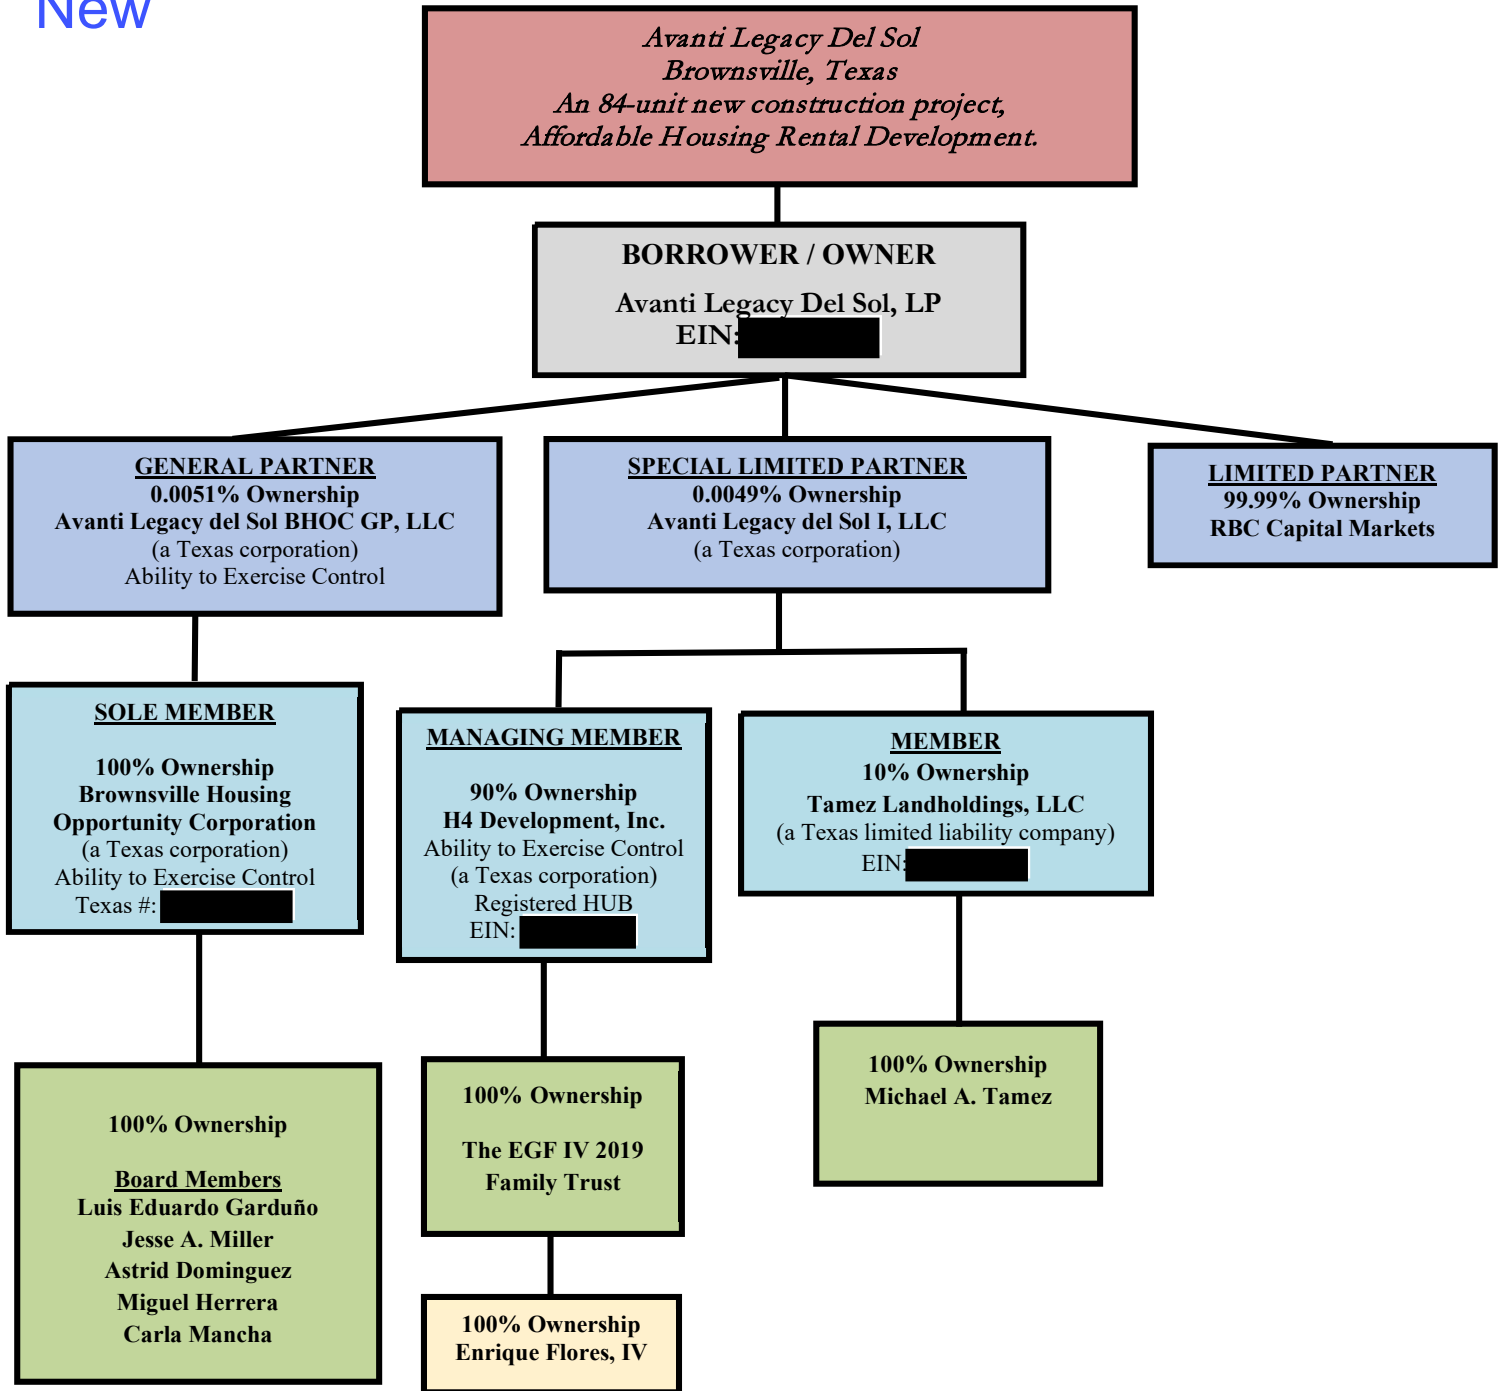 New
Avanti Legacy Del Sol
Brownsville, Texas
An 84-unit new construction project,
Affordable Housing Rental Development.
BORROWER / OWNER
Avanti Legacy Del Sol, LP
EIN:
GENERAL PARTNER
0.0051% Ownership
Avanti Legacy del Sol BHOC GP, LLC
(a Texas corporation)
Ability to Exercise Control
SPECIAL LIMITED PARTNER
0.0049% Ownership
Avanti Legacy del Sol I, LLC
(a Texas corporation)
LIMITED PARTNER
99.99% Ownership
RBC Capital Markets
SOLE MEMBER
100% Ownership
Brownsville Housing
Opportunity Corporation
(a Texas corporation)
Ability to Exercise Control
Texas #:
MANAGING MEMBER
90% Ownership
H4 Development, Inc.
Ability to Exercise Control
(a Texas corporation)
Registered HUB
EIN:
MEMBER
10% Ownership
Tamez Landholdings, LLC
(a Texas limited liability company)
EIN:
100% Ownership
Board Members
Luis Eduardo Garduño
Jesse A. Miller
Astrid Dominguez
Miguel Herrera
Carla Mancha
100% Ownership
The EGF IV 2019
Family Trust
100% Ownership
Michael A. Tamez
100% Ownership
Enrique Flores, IV